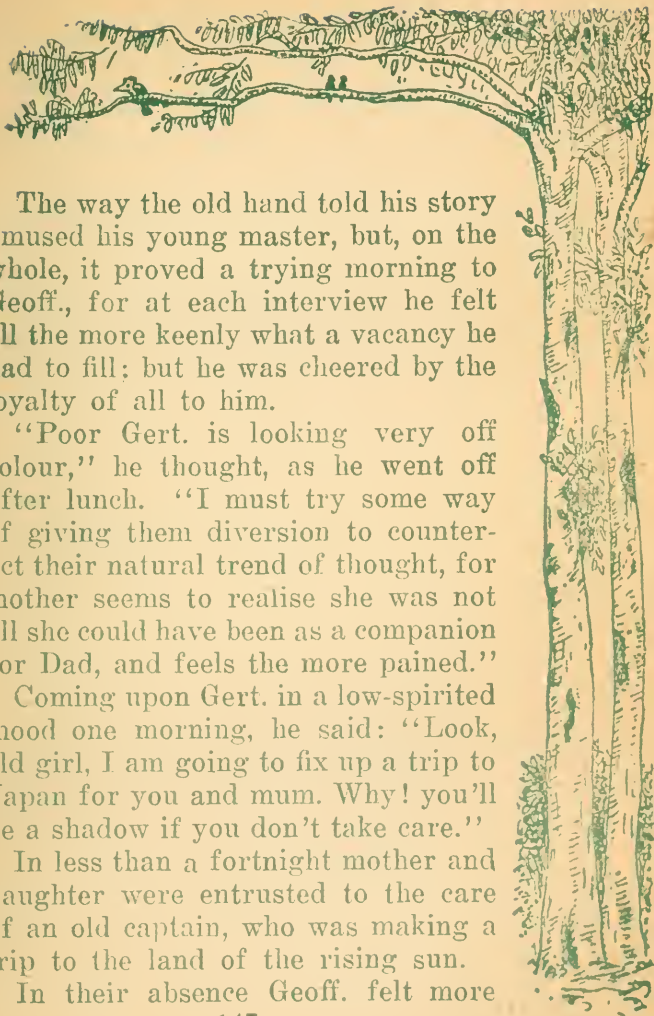 The way the old hand told his story
mused his young master, but, on the
whole, it proved a trying morning to
Geoff., for at each interview he felt
ll the more keenly what a vacancy he
ad to fill: but he was cheered by the
oyalty of all to him.
"Poor Gert. is looking very off
olour," he thought, as he went off
fter lunch. "I must try some way
f giving them diversion to counter-
ct their natural trend of thought, for
mother seems to realise she was not
ll she could have been as a companion
or Dad, and feels the more pained."
Coming upon Gert. in a low-spirited
mood one morning, he said: "Look,
ld girl, I am going to fix up a trip to
Japan for you and mum. Why! you'll
e a shadow if you don't take care."
In less than a fortnight mother and
aughter were entrusted to the care
f an old captain, who was making a
rip to the land of the rising sun.
In their absence Geoff. felt more